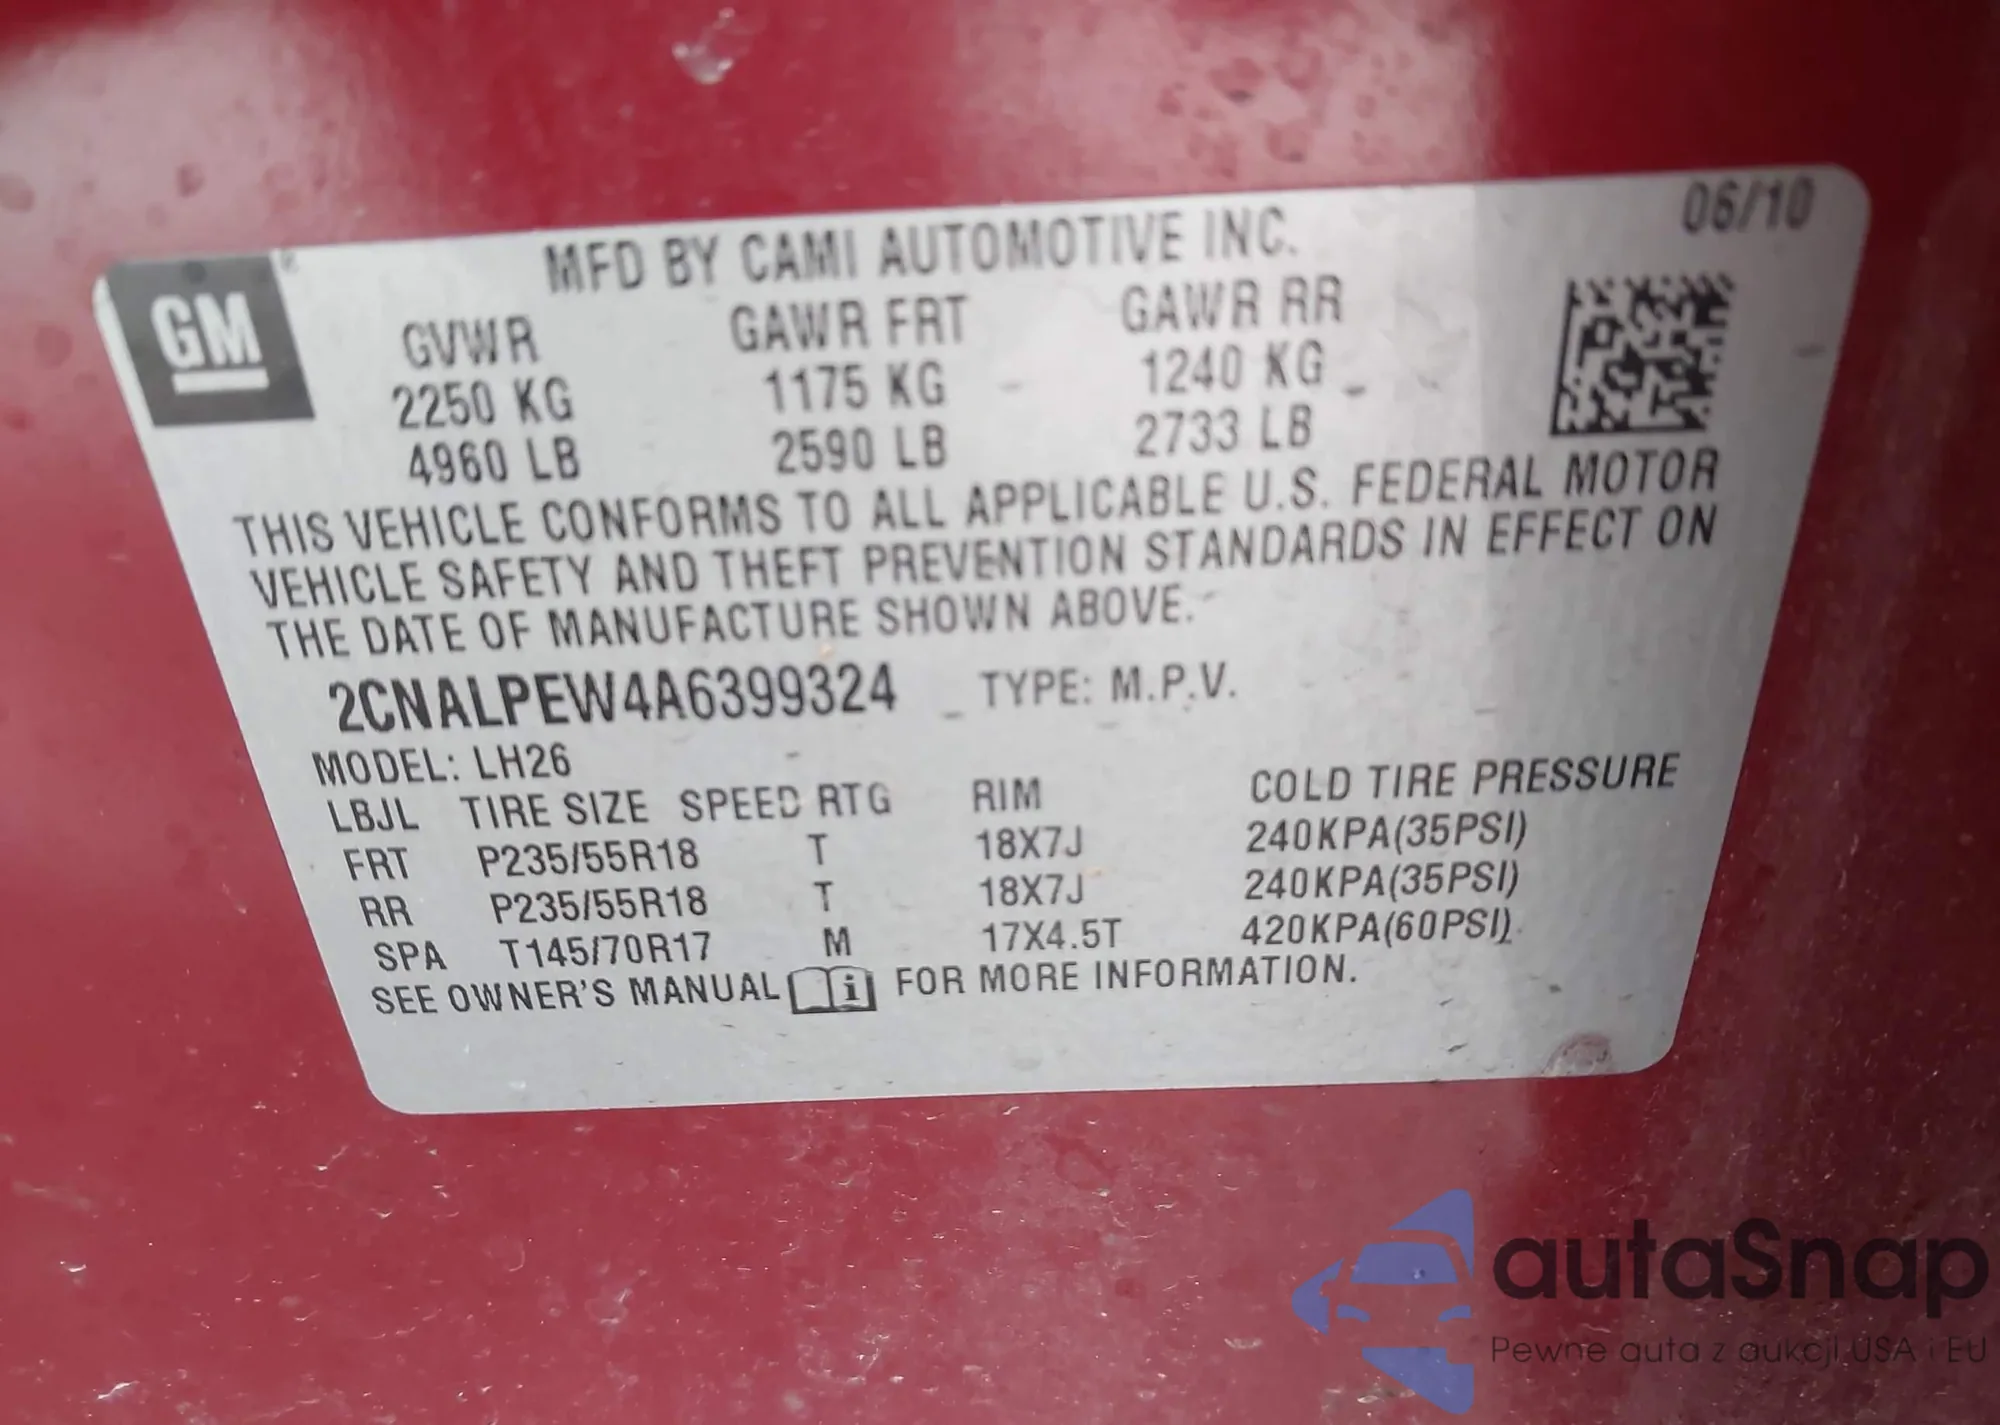 06/10
GM
MFD BY CAMI AUTOMOTIVE INC.
GVWR GAWR FRT GAWR RR
2250 KG 1175 KG 1240 KG
4960 LB 2590 LB 2733 LB
THIS VEHICLE CONFORMS TO ALL APPLICABLE U.S. FEDERAL MOTOR
VEHICLE SAFETY AND THEFT PREVENTION STANDARDS IN EFFECT ON
THE DATE OF MANUFACTURE SHOWN ABOVE.
2CNALPEW4A6399324 TYPE: M.P.V.
MODEL: LH26
LBJL TIRE SIZE SPEED RTG RIM COLD TIRE PRESSURE
FRT P235/55R18 T 18X7J 240KPA(35PSI)
RR P235/55R18 T 18X7J 240KPA(35PSI)
SPA T145/70R17 M 17X4.5T 420KPA(60PSI)
SEE OWNER'S MANUAL i FOR MORE INFORMATION.
autaSnap
Pewne auta z aukcji USA i EU